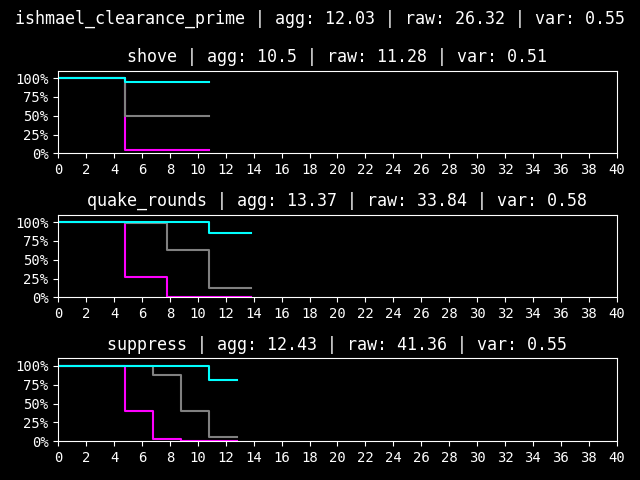 ishmael_clearance_prime | agg: 12.03 | raw: 26.32 | var: 0.55
shove | agg: 10.5 | raw: 11.28 | var: 0.51
100%
75%
50%
25%
0%
0 2 4 6 8 10 12 14 16 18 20 22 24 26 28 30 32 34 36 38 40
quake_rounds | agg: 13.37 | raw: 33.84 | var: 0.58
100%
75%
50%
25%
0%
0 2 4 6 8 10 12 14 16 18 20 22 24 26 28 30 32 34 36 38 40
suppress | agg: 12.43 | raw: 41.36 | var: 0.55
100%
75%
50%
25%
0%
0 2 4 6 8 10 12 14 16 18 20 22 24 26 28 30 32 34 36 38 40